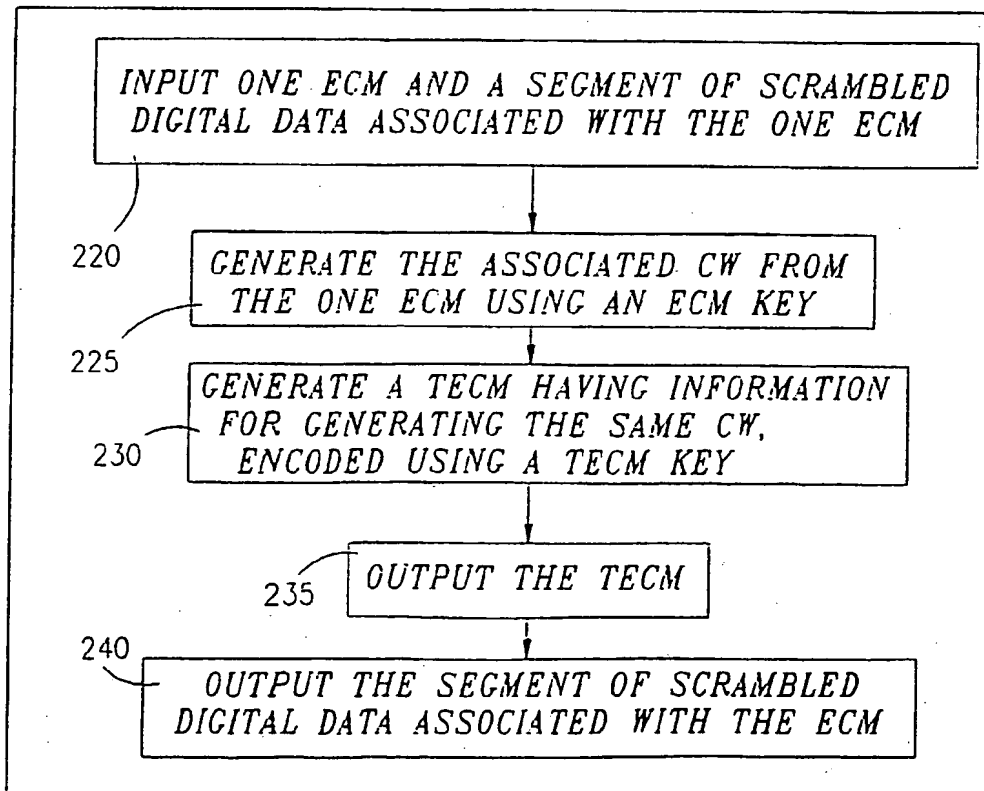 INPUT ONE ECM AND A SEGMENT OF SCRAMBLED
DIGITAL DATA ASSOCIATED WITH THE ONE ECM
220
GENERATE THE ASSOCIATED CW FROM
THE ONE ECM USING AN ECM KEY
225
GENERATE A TECM HAVING INFORMATION
FOR GENERATING THE SAME CW,
ENCODED USING A TECM KEY
230
OUTPUT THE TECM
235
240
OUTPUT THE SEGMENT OF SCRAMBLED
DIGITAL DATA ASSOCIATED WITH THE ECM